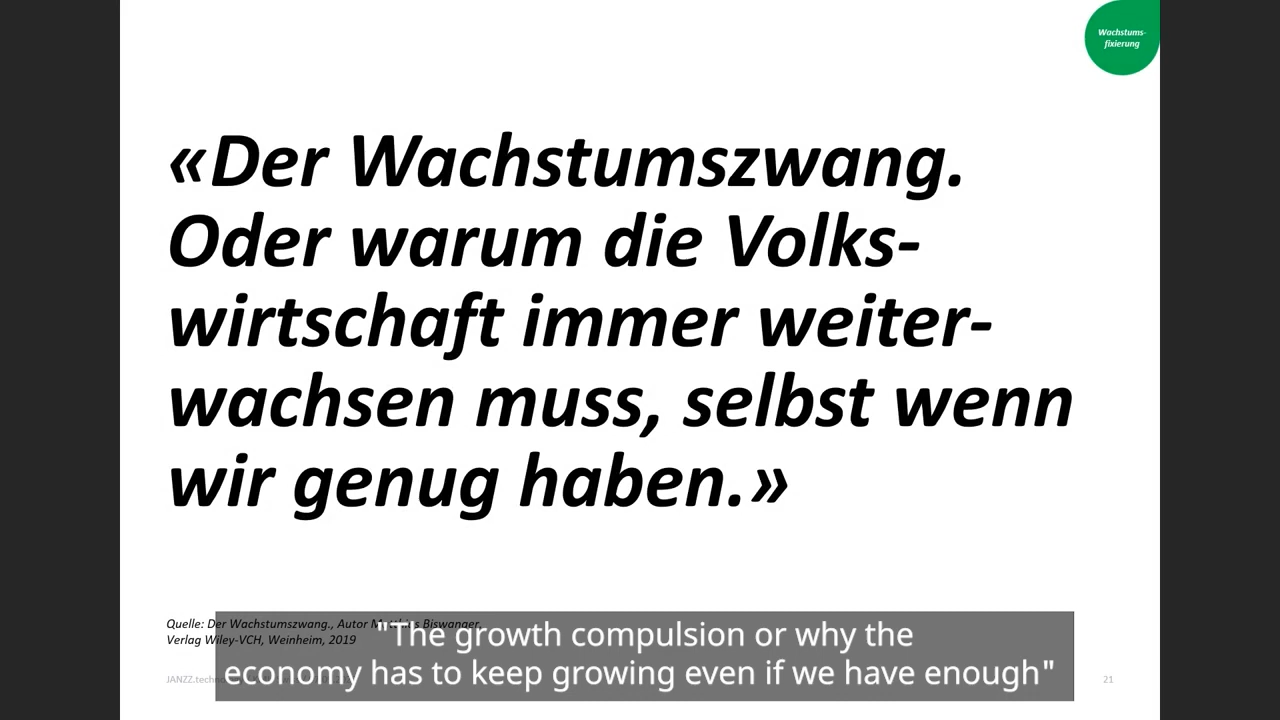 Wachstums-
fixierung
«Der Wachstumszwang.
Oder warum die Volks-
wirtschaft immer weiter-
wachsen muss, selbst wenn
wir genug haben.»
Quelle: Der Wachstumszwang., Autor Biswanger,
Verlag Wiley-VCH, Weinheim, 2019
"The growth compulsion or why the
economy has to keep growing even if we have enough"
21